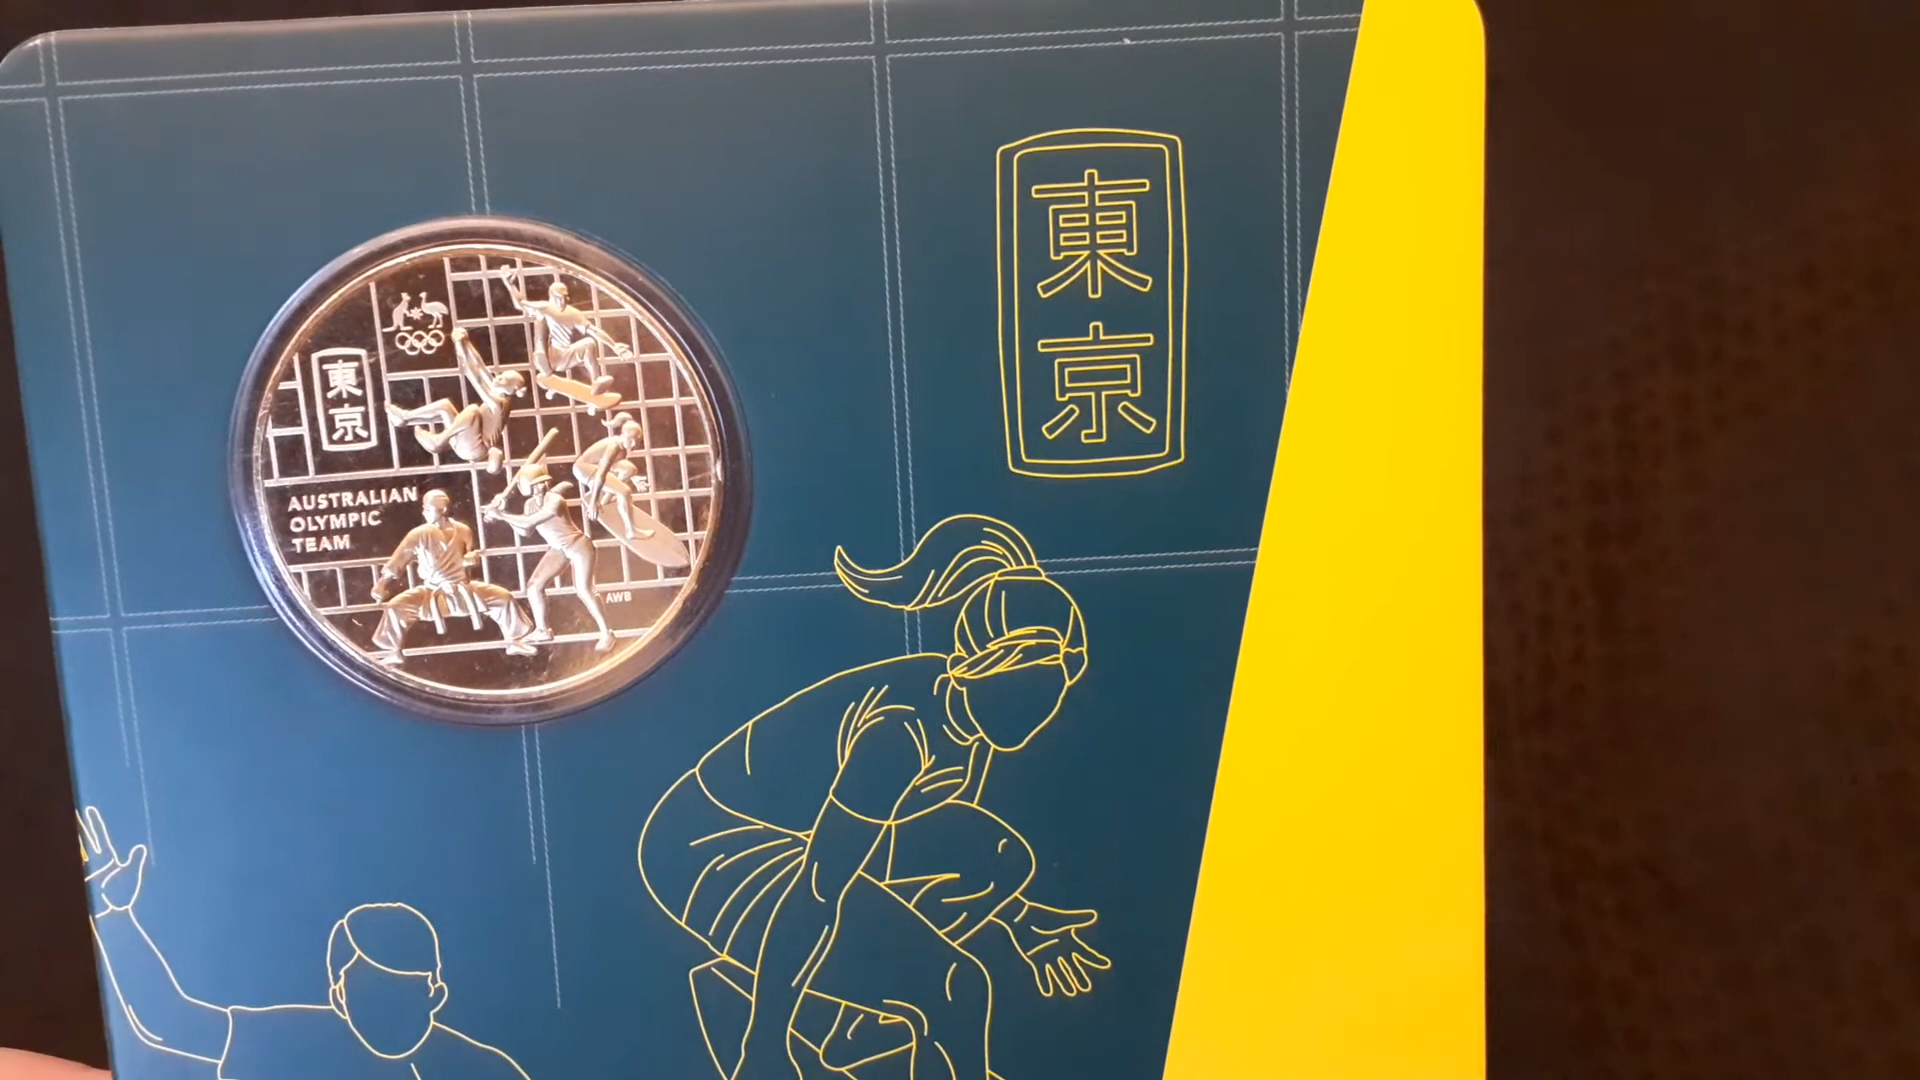 東
京
東
京
AUSTRALIAN
OLYMPIC
TEAM
AWB